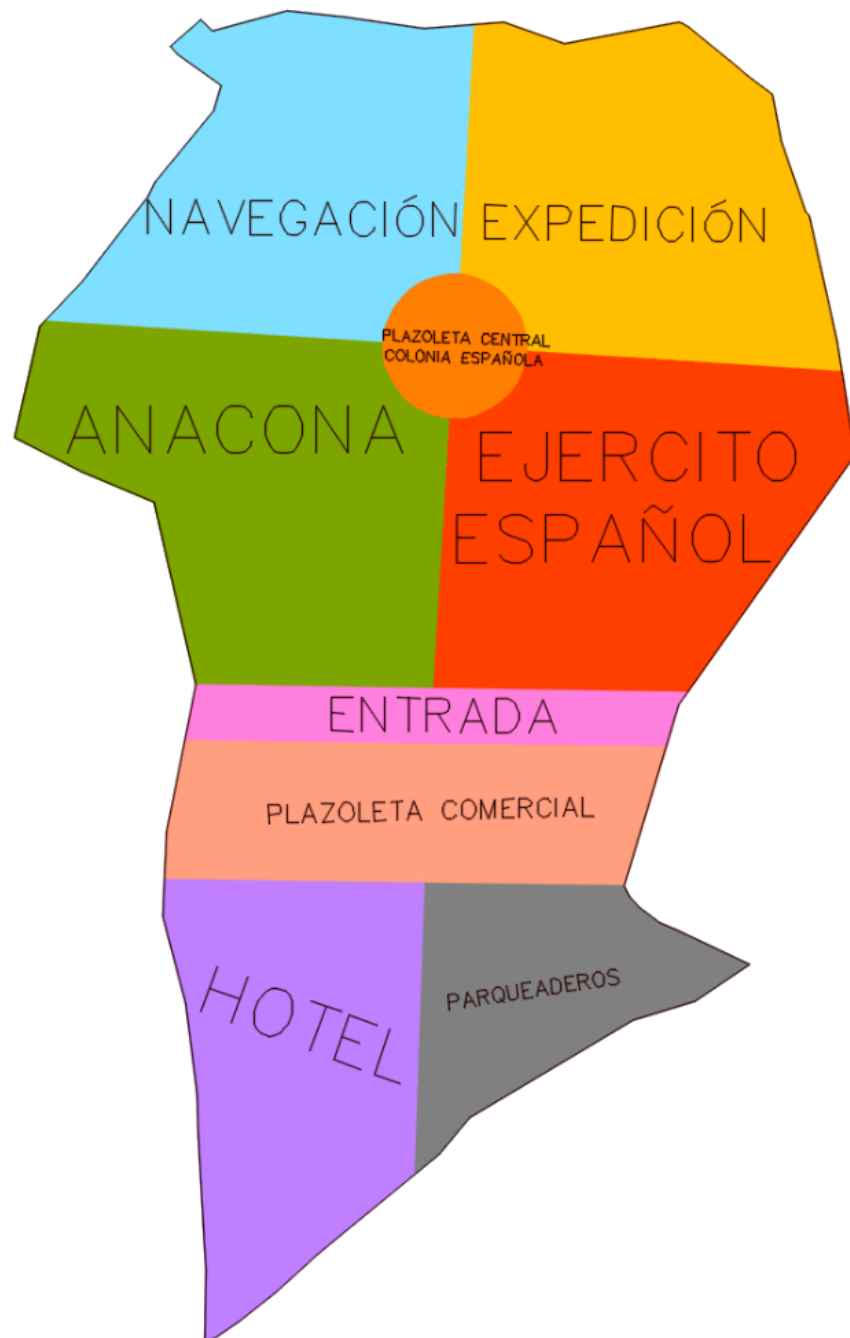 NAVEGACIÓN
EXPEDICIÓN
PLAZOLETA CENTRAL
COLONIA ESPAÑOLA
ANACONA
EJERCITO
ESPAÑOL
ENTRADA
PLAZOLETA COMERCIAL
HOTEL
PARQUEADEROS